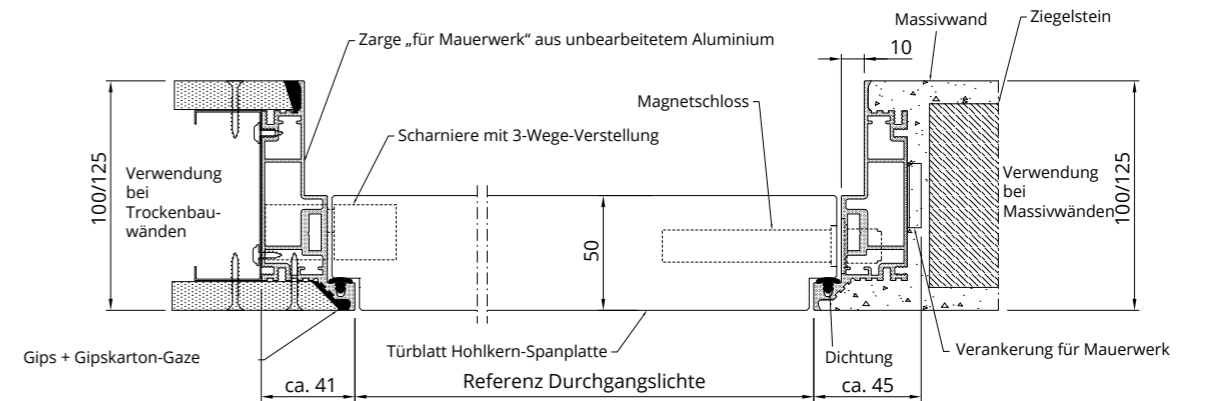 Massivwand
Ziegelstein
Zarge „für Mauerwerk“ aus unbearbeitetem Aluminium
10
Magnetschloss
Scharniere mit 3-Wege-Verstellung
100/125
Verwendung
bei
Trockenbau-
wänden
50
Verwendung
bei
Massivwänden
100/125
Gips + Gipskarton-Gaze
Türblatt Hohlkern-Spanplatte
Dichtung
Verankerung für Mauerwerk
ca. 41
Referenz Durchgangslichte
ca. 45